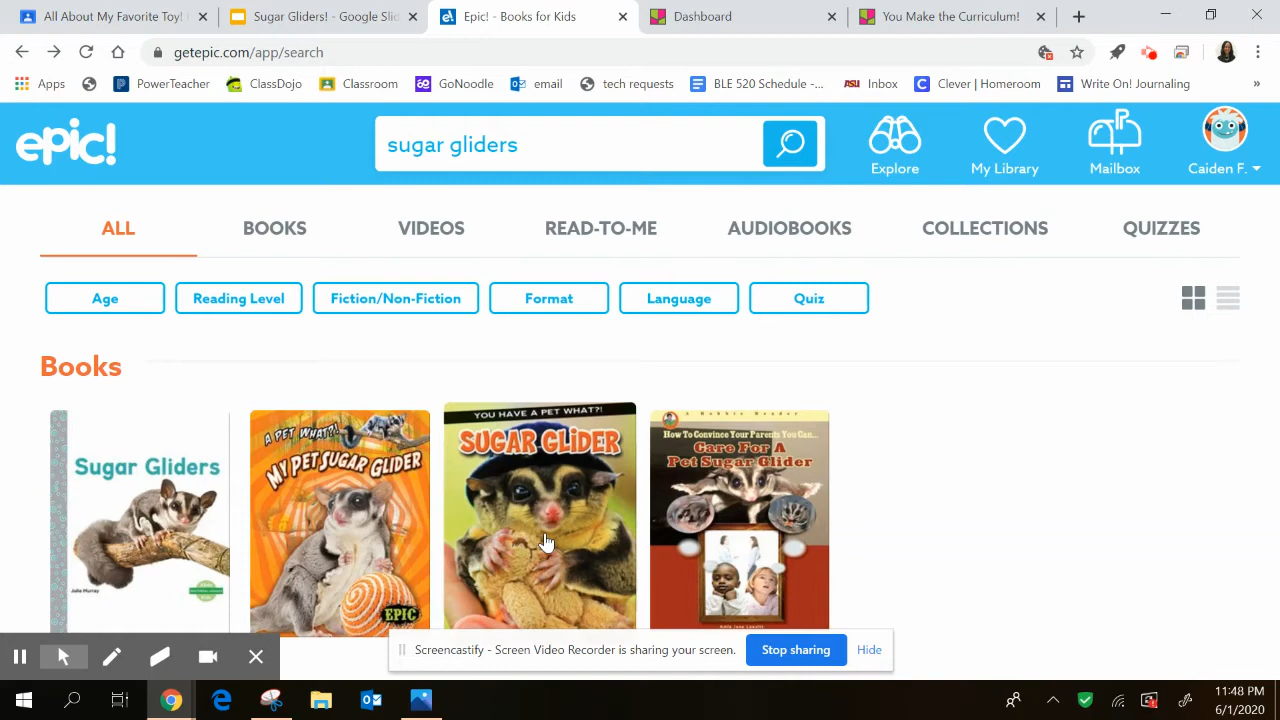 All About My Favorite Toy!
Sugar Gliders! - Google Slid
Epic! - Books for Kids
Dashboard
You Make the Curriculum!
getepic.com/app/search
Apps
PowerTeacher
ClassDojo
Classroom
GoNoodle
email
tech requests
BLE 520 Schedule -...
ASU Inbox
Clever | Homeroom
Write On! Journaling
»
epic!
sugar gliders
Explore
My Library
Mailbox
Caiden F.
ALL
BOOKS
VIDEOS
READ-TO-ME
AUDIOBOOKS
COLLECTIONS
QUIZZES
Age
Reading Level
Fiction/Non-Fiction
Format
Language
Quiz
Books
Sugar Gliders
Julie Murray
A PET WHAT?!
MY PET SUGAR GLIDER
EPIC
YOU HAVE A PET WHAT?!
SUGAR GLiDER
A Robbie Reader
How To Convince Your Parents You Can...
Care For A
Pet Sugar Glider
Screencastify - Screen Video Recorder is sharing your screen.
Stop sharing
Hide
11:48 PM
6/1/2020